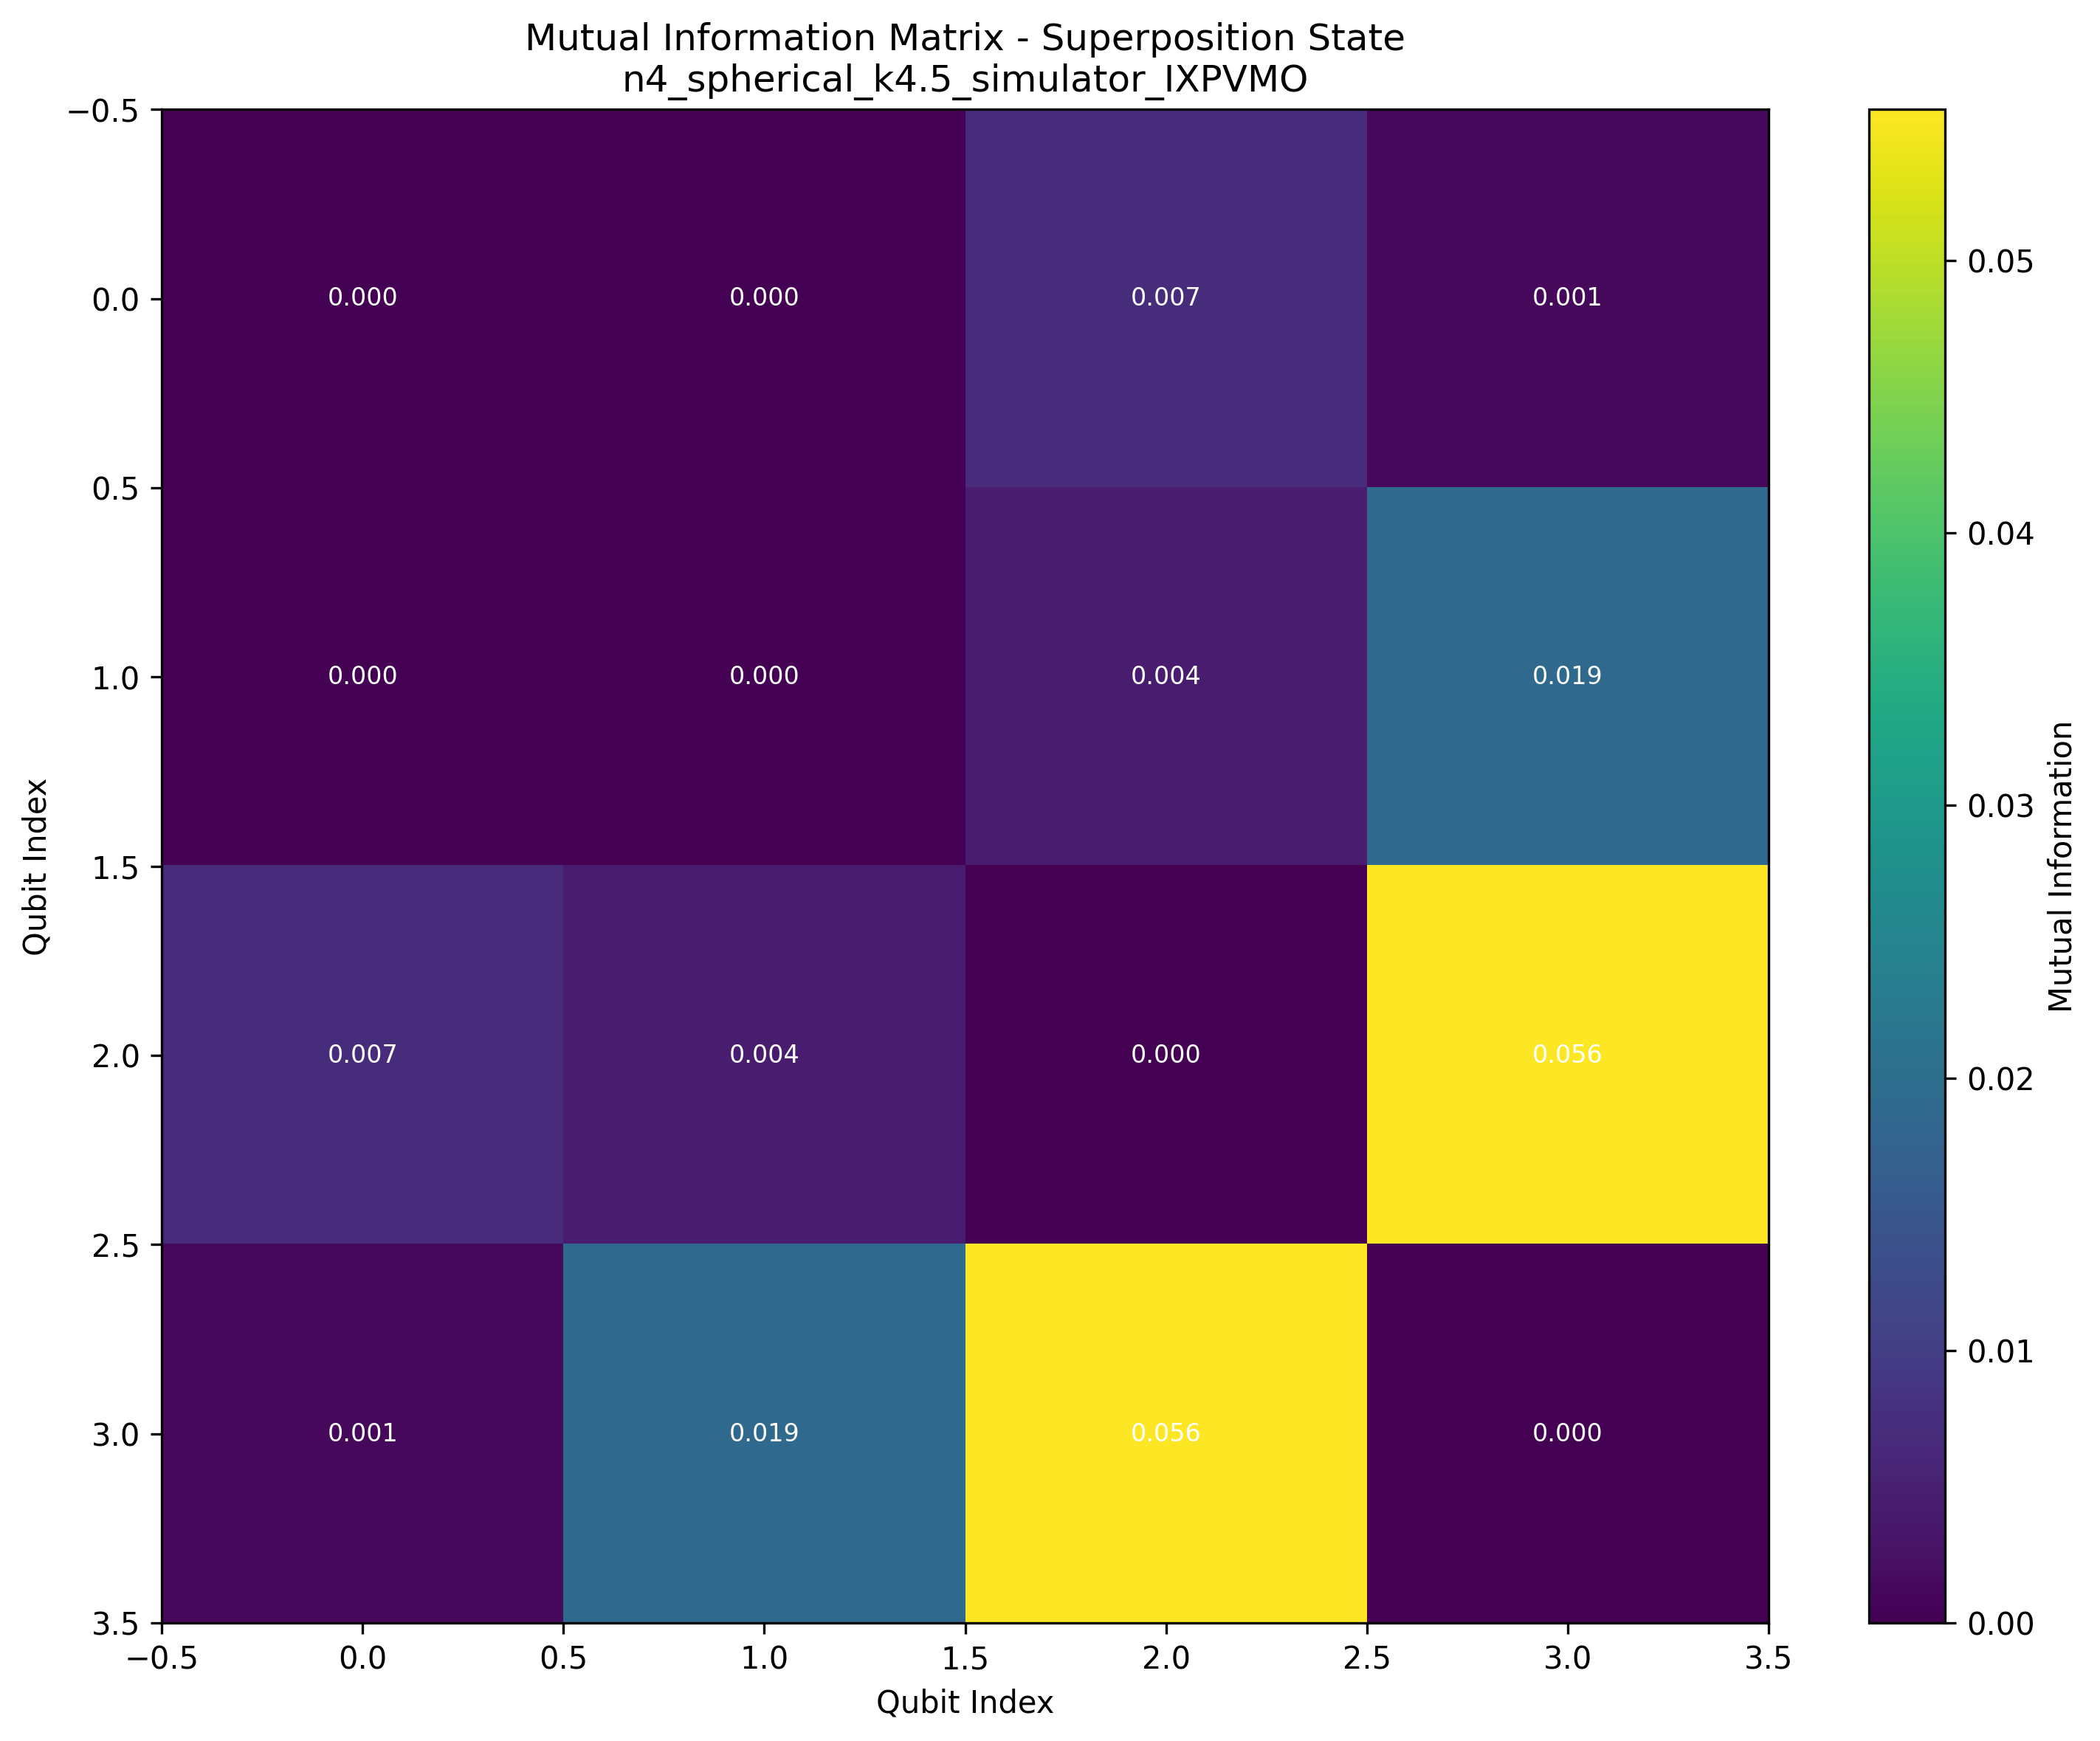 Mutual Information Matrix - Superposition State
n4_spherical_k4.5_simulator_IXPVMO
−0.5
0.0
0.5
1.0
1.5
2.0
2.5
3.0
3.5
Qubit Index
0.000 0.000 0.007 0.001
0.000 0.000 0.004 0.019
0.007 0.004 0.000 0.056
0.001 0.019 0.056 0.000
−0.5 0.0 0.5 1.0 1.5 2.0 2.5 3.0 3.5
Qubit Index
0.05
0.04
0.03
0.02
0.01
0.00
Mutual Information